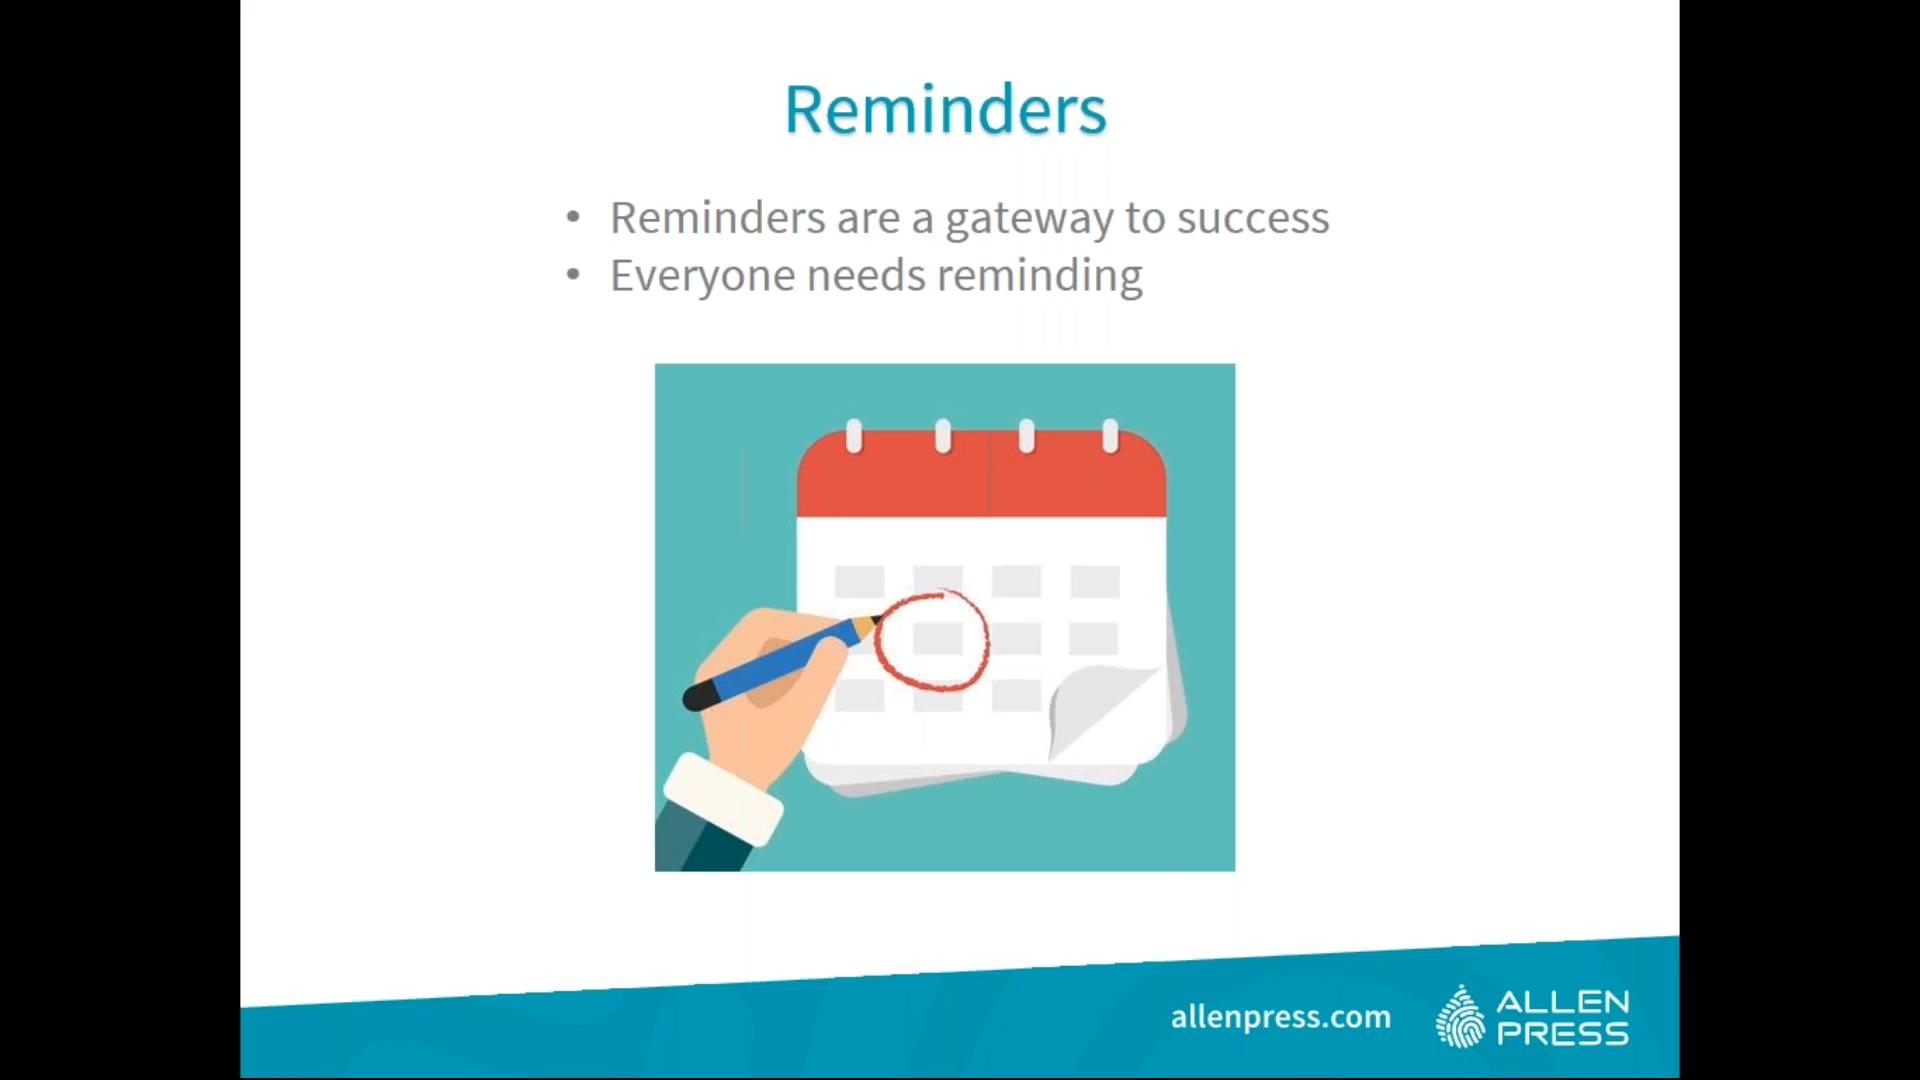 Reminders
• Reminders are a gateway to success
• Everyone needs reminding
allenpress.com
ALLEN
PRESS